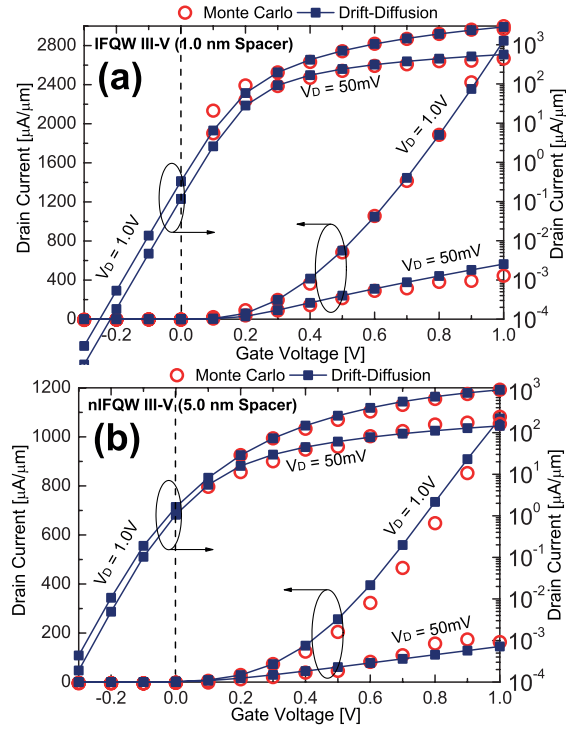 Monte Carlo Drift-Diffusion
IFQW III-V (1.0 nm Spacer)
(a)
Drain Current [µA/µm]
2800
2400
2000
1600
1200
800
400
0
10^3
10^2
10^1
10^0
10^-1
10^-2
10^-3
10^-4
Drain Current [µA/µm]
V_D = 50mV
V_D = 1.0V
V_D = 1.0V
V_D = 50mV
-0.2 0.0 0.2 0.4 0.6 0.8 1.0
Gate Voltage [V]
Monte Carlo Drift-Diffusion
nIFQW III-V (5.0 nm Spacer)
(b)
Drain Current [µA/µm]
1200
1000
800
600
400
200
0
10^3
10^2
10^1
10^0
10^-1
10^-2
10^-3
10^-4
Drain Current [µA/µm]
V_D = 50mV
V_D = 1.0V
V_D = 1.0V
V_D = 50mV
-0.2 0.0 0.2 0.4 0.6 0.8 1.0
Gate Voltage [V]